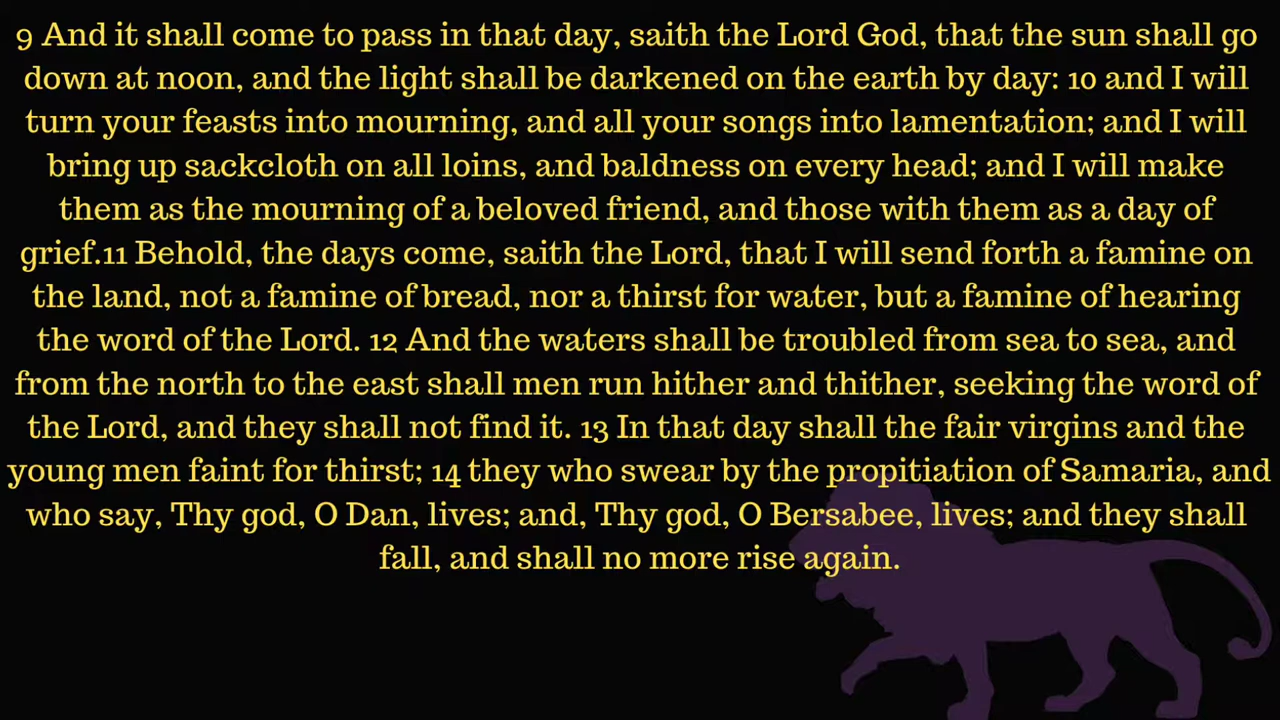 9 And it shall come to pass in that day, saith the Lord God, that the sun shall go
down at noon, and the light shall be darkened on the earth by day: 10 and I will
turn your feasts into mourning, and all your songs into lamentation; and I will
bring up sackcloth on all loins, and baldness on every head; and I will make
them as the mourning of a beloved friend, and those with them as a day of
grief.11 Behold, the days come, saith the Lord, that I will send forth a famine on
the land, not a famine of bread, nor a thirst for water, but a famine of hearing
the word of the Lord. 12 And the waters shall be troubled from sea to sea, and
from the north to the east shall men run hither and thither, seeking the word of
the Lord, and they shall not find it. 13 In that day shall the fair virgins and the
young men faint for thirst; 14 they who swear by the propitiation of Samaria, and
who say, Thy god, O Dan, lives; and, Thy god, O Bersabee, lives; and they shall
fall, and shall no more rise again.